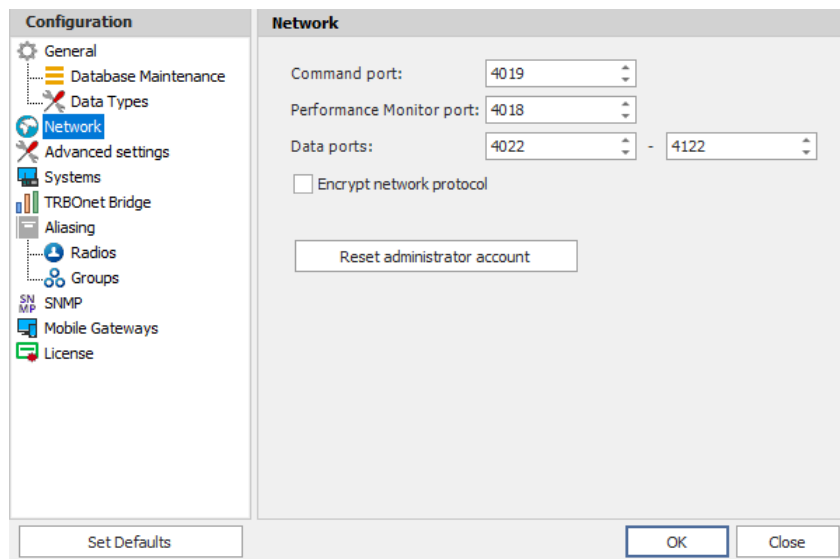 Configuration
General
Database Maintenance
Data Types
Network
Advanced settings
Systems
TRBOnet Bridge
Aliasing
Radios
Groups
SN
MP SNMP
Mobile Gateways
License
Network
Command port: 4019
Performance Monitor port: 4018
Data ports: 4022 - 4122
Encrypt network protocol
Reset administrator account
Set Defaults
OK
Close